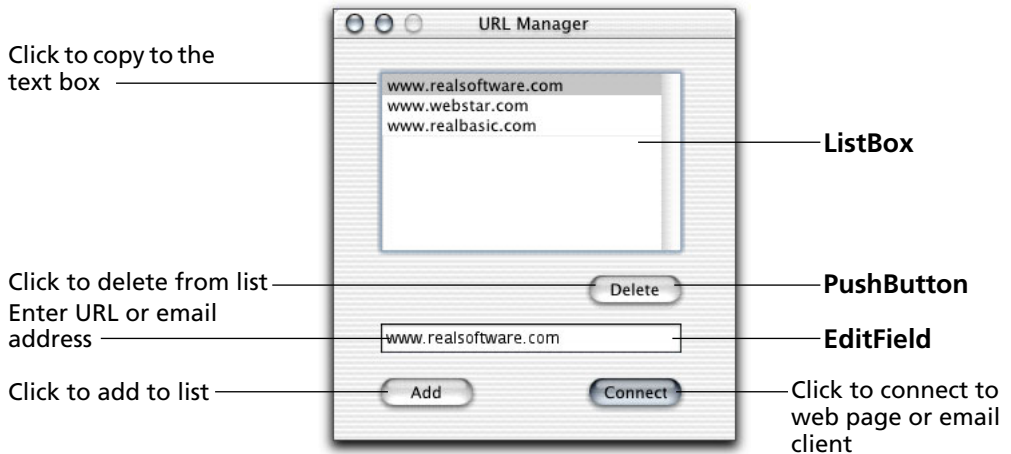 URL Manager
Click to copy to the
text box
www.realsoftware.com
www.webstar.com
www.realbasic.com
ListBox
Click to delete from list
Delete
PushButton
Enter URL or email
address
www.realsoftware.com
EditField
Click to add to list
Add
Connect
Click to connect to
web page or email
client